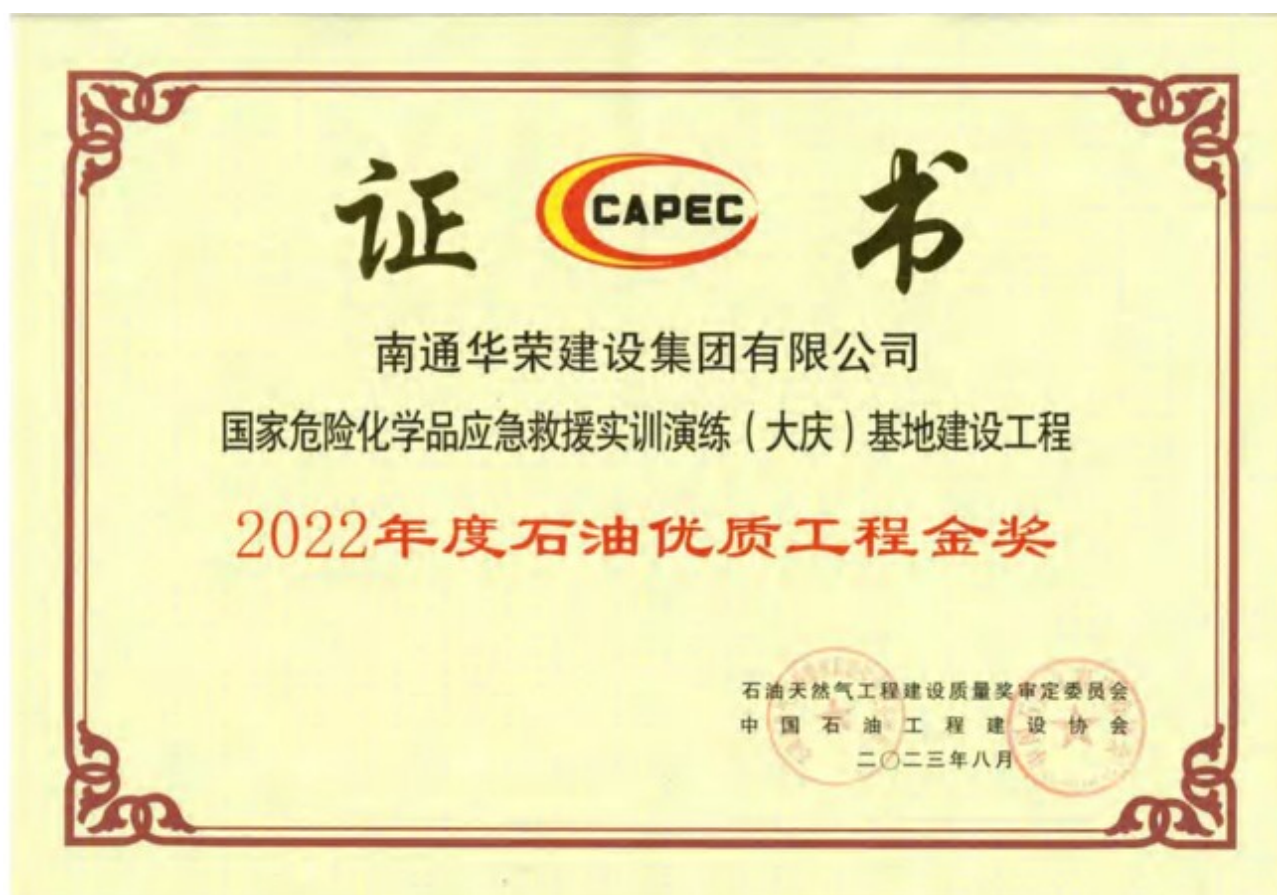 证 CAPEC 书
南通华荣建设集团有限公司
国家危险化学品应急救援实训演练（大庆）基地建设工程
2022年度石油优质工程金奖
石油天然气工程建设质量奖审定委员会
中国石油工程建设协会
二〇二三年八月